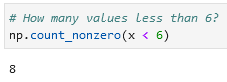 # How many values less than 6?
np.count_nonzero(x < 6)
8